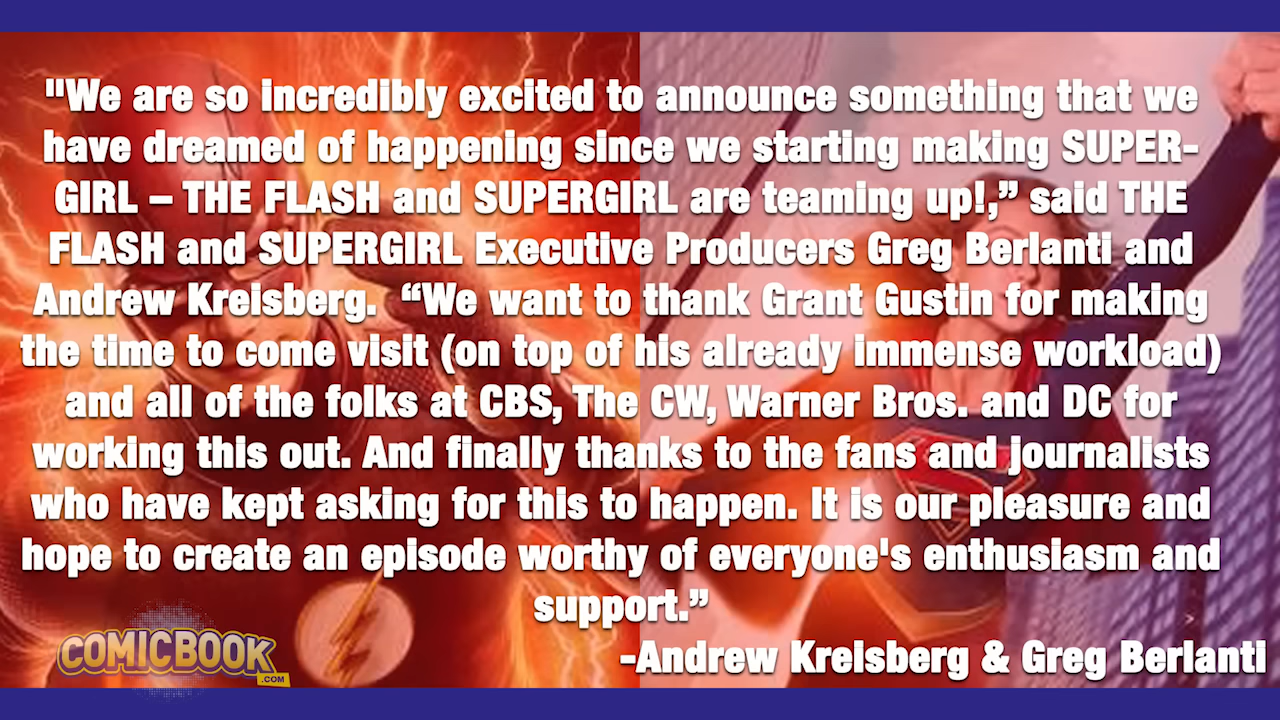 "We are so incredibly excited to announce something that we
have dreamed of happening since we starting making SUPER-
GIRL – THE FLASH and SUPERGIRL are teaming up!,” said THE
FLASH and SUPERGIRL Executive Producers Greg Berlanti and
Andrew Kreisberg.  “We want to thank Grant Gustin for making
the time to come visit (on top of his already immense workload)
and all of the folks at CBS, The CW, Warner Bros. and DC for
working this out. And finally thanks to the fans and journalists
who have kept asking for this to happen. It is our pleasure and
hope to create an episode worthy of everyone's enthusiasm and
support.”
-Andrew Kreisberg & Greg Berlanti
COMICBOOK
.COM